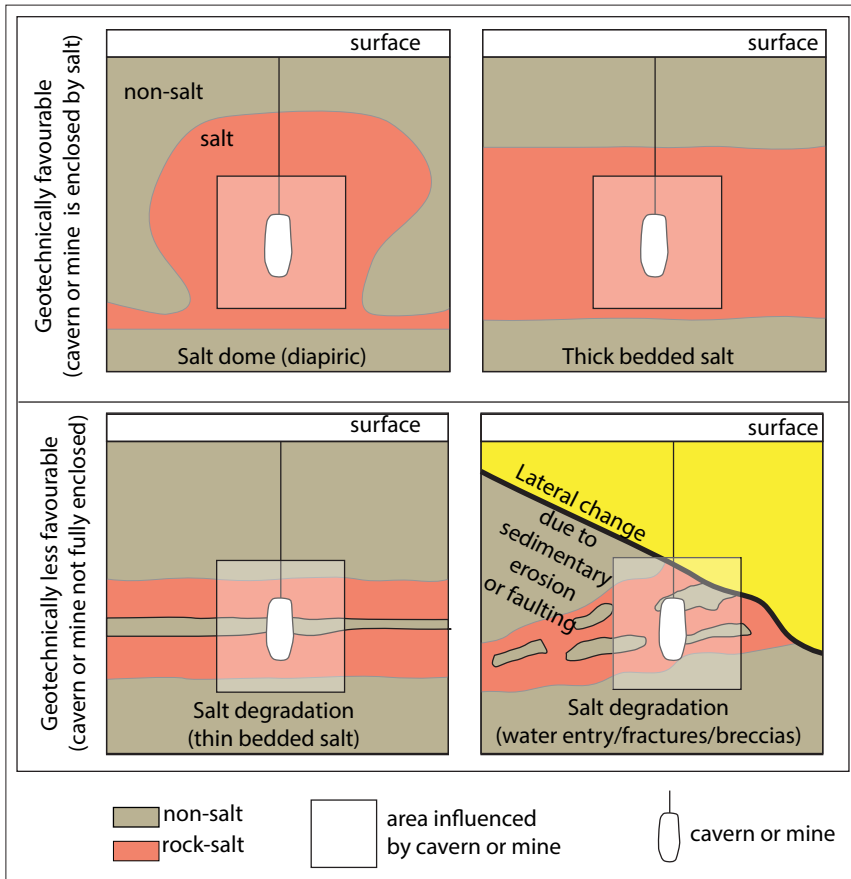 Geotechnically favourable
(cavern or mine is enclosed by salt)
surface
non-salt
salt
Salt dome (diapiric)
surface
Thick bedded salt
Geotechnically less favourable
(cavern or mine not fully enclosed)
surface
Salt degradation
(thin bedded salt)
surface
Lateral change
due to
sedimentary
erosion
or faulting
Salt degradation
(water entry/fractures/breccias)
non-salt
rock-salt
area influenced
by cavern or mine
cavern or mine